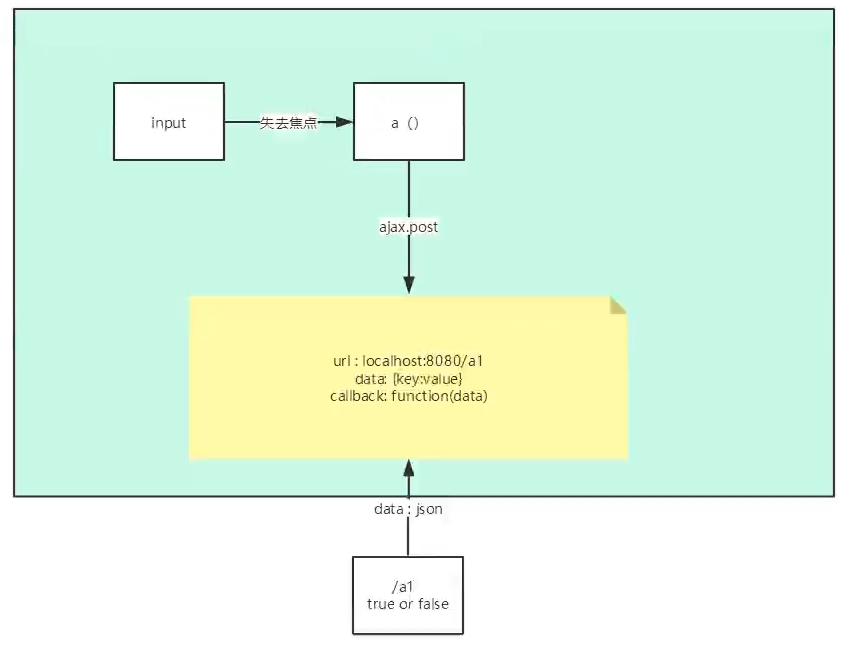 input
失去焦点
a（）
ajax.post
url : localhost:8080/a1
data: {key:value}
callback: function(data)
data : json
/a1
true or false